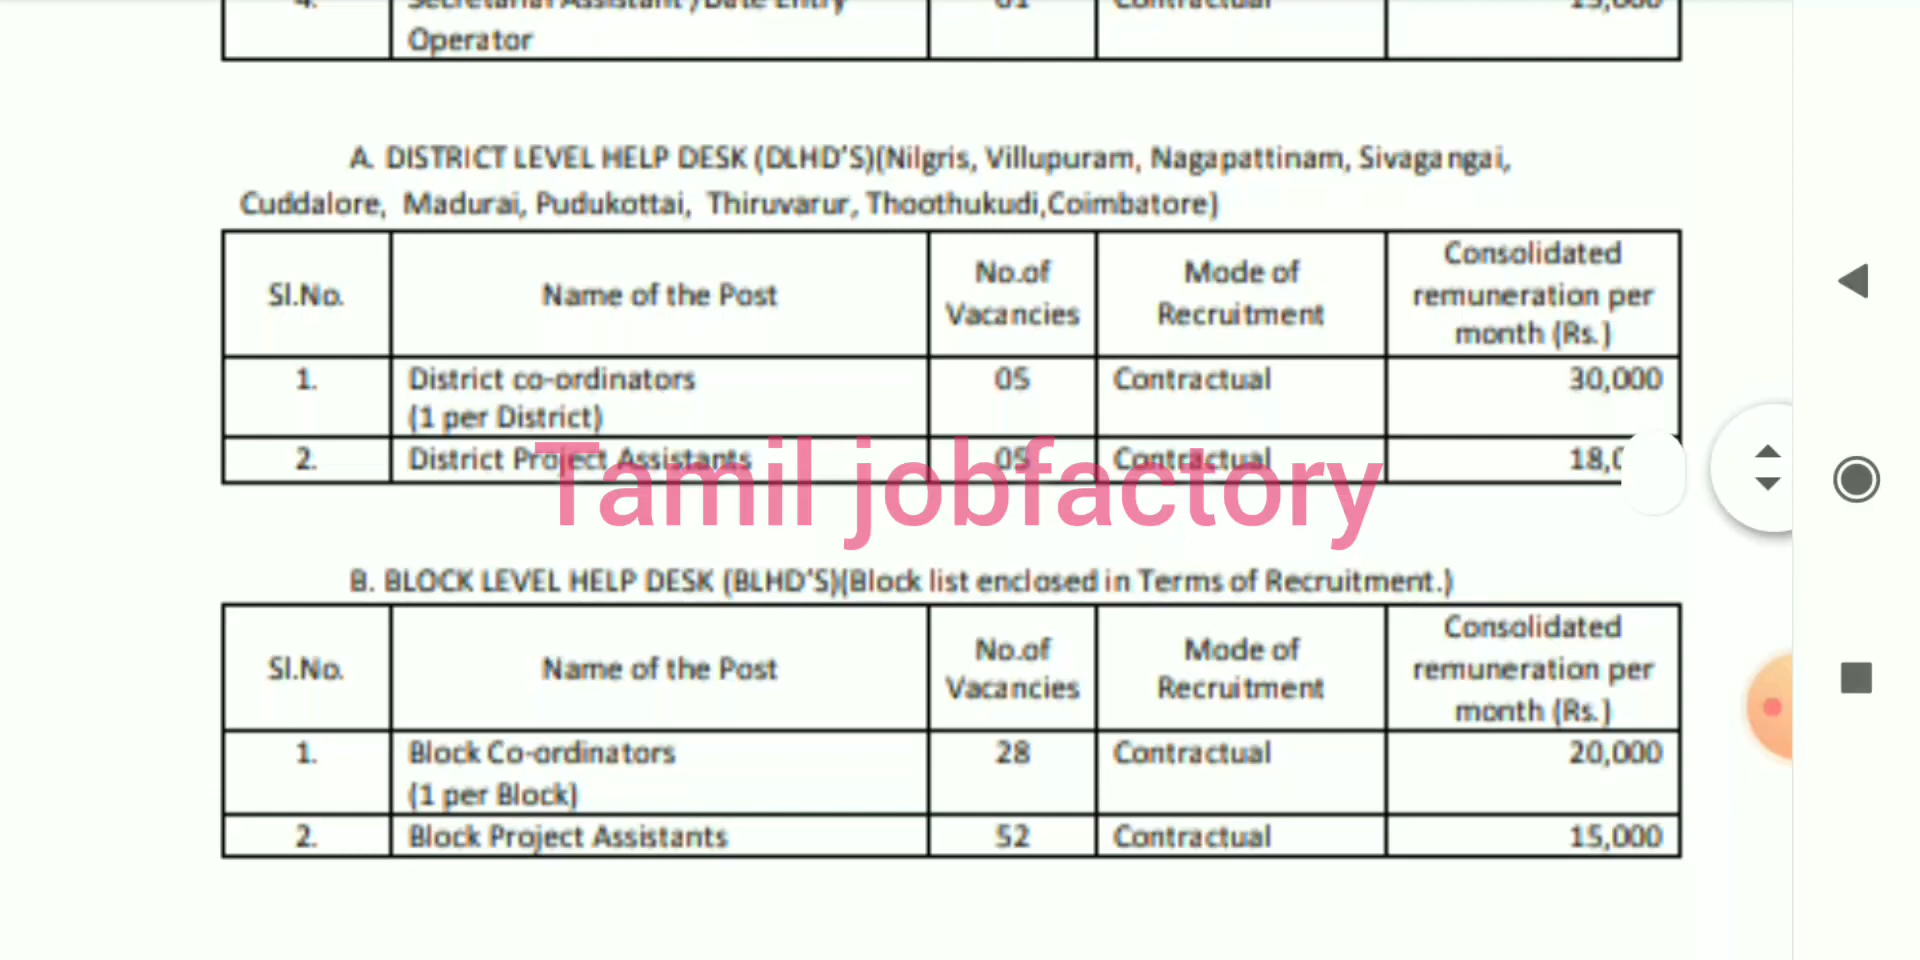 Operator
A. DISTRICT LEVEL HELP DESK (DLHD'S)(Nilgris, Villupuram, Nagapattinam, Sivagangai,
Cuddalore, Madurai, Pudukottai, Thiruvarur, Thoothukudi,Coimbatore)
Sl.No. Name of the Post No.of Vacancies Mode of Recruitment Consolidated remuneration per month (Rs.)
1. District co-ordinators (1 per District) 05 Contractual 30,000
2. District Project Assistants 05 Contractual 18,0
Tamil jobfactory
B. BLOCK LEVEL HELP DESK (BLHD'S)(Block list enclosed in Terms of Recruitment.)
Sl.No. Name of the Post No.of Vacancies Mode of Recruitment Consolidated remuneration per month (Rs.)
1. Block Co-ordinators (1 per Block) 28 Contractual 20,000
2. Block Project Assistants 52 Contractual 15,000